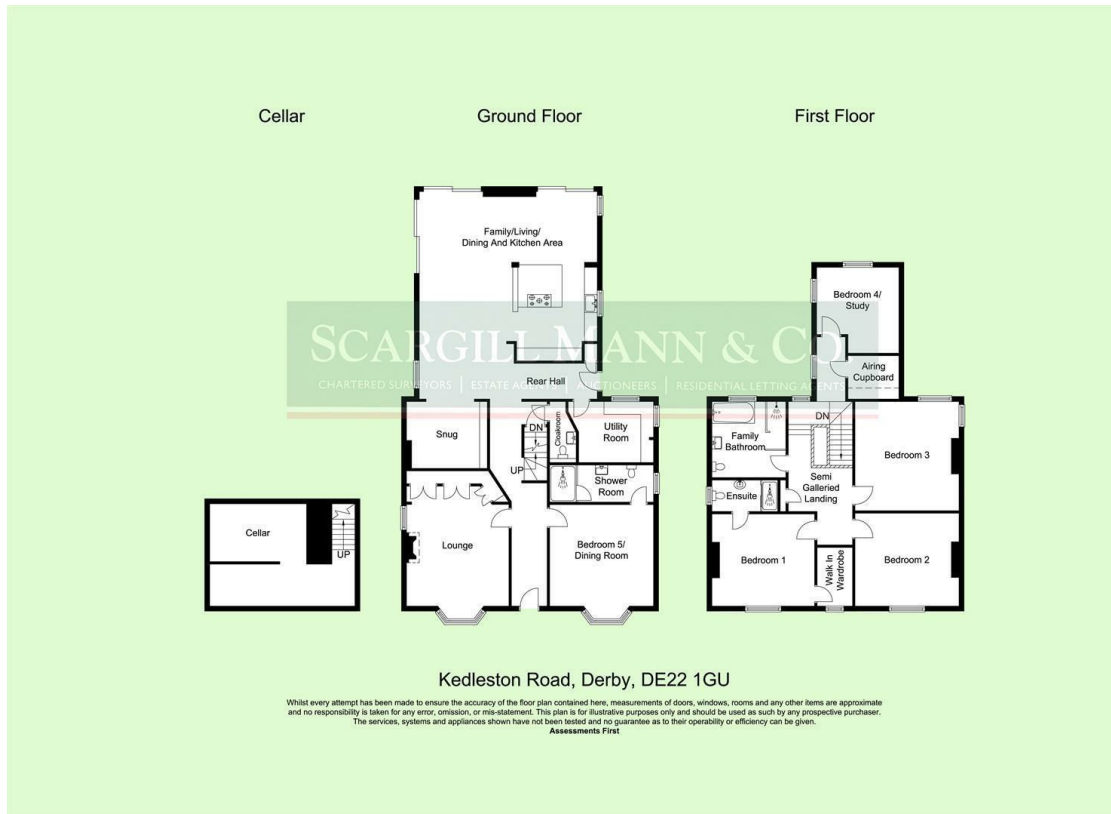 Cellar
Ground Floor
First Floor
Family/Living/
Dining And Kitchen Area
Bedroom 4/
Study
SCARGILL MANN & CO
CHARTERED SURVEYORS | ESTATE AGENTS | AUCTIONEERS | RESIDENTIAL LETTING AGENTS
Airing
Cupboard
Rear Hall
Snug
DN
UP
Cloakroom
Utility
Room
Shower
Room
Lounge
Bedroom 5/
Dining Room
Cellar
UP
DN
Family
Bathroom
Semi
Galleried
Landing
Bedroom 3
Ensuite
Bedroom 1
Walk In
Wardrobe
Bedroom 2
Kedleston Road, Derby, DE22 1GU
Whilst every attempt has been made to ensure the accuracy of the floor plan contained here, measurements of doors, windows, rooms and any other items are approximate
and no responsibility is taken for any error, omission, or mis-statement. This plan is for illustrative purposes only and should be used as such by any prospective purchaser.
The services, systems and appliances shown have not been tested and no guarantee as to their operability or efficiency can be given.
Assessments First